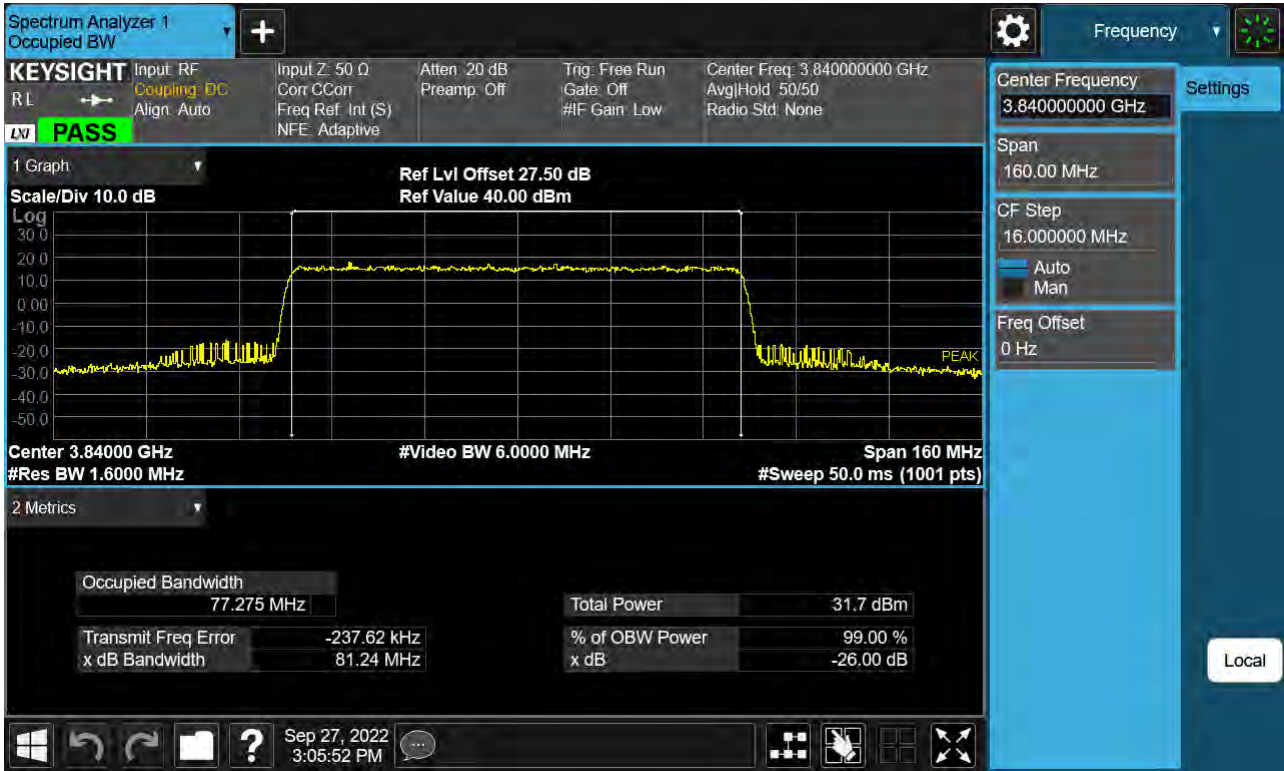 Spectrum Analyzer 1
Occupied BW
+
Frequency
KEYSIGHT
R L
LXI PASS
Input: RF
Coupling: DC
Align: Auto
Input Z: 50 Ω
Corr CCorr
Freq Ref: Int (S)
NFE: Adaptive
Atten: 20 dB
Preamp: Off
Trig: Free Run
Gate: Off
#IF Gain: Low
Center Freq: 3.840000000 GHz
Avg|Hold: 50/50
Radio Std: None
Center Frequency
3.840000000 GHz
Settings
Span
160.00 MHz
CF Step
16.000000 MHz
Auto
Man
Freq Offset
0 Hz
Local
1 Graph
Scale/Div 10.0 dB
Ref Lvl Offset 27.50 dB
Ref Value 40.00 dBm
Log
30.0
20.0
10.0
0.00
-10.0
-20.0
-30.0
-40.0
-50.0
PEAK
Center 3.84000 GHz
#Video BW 6.0000 MHz
Span 160 MHz
#Res BW 1.6000 MHz
#Sweep 50.0 ms (1001 pts)
2 Metrics
Occupied Bandwidth
77.275 MHz
Total Power 31.7 dBm
Transmit Freq Error -237.62 kHz
% of OBW Power 99.00 %
x dB Bandwidth 81.24 MHz
x dB -26.00 dB
?
Sep 27, 2022
3:05:52 PM